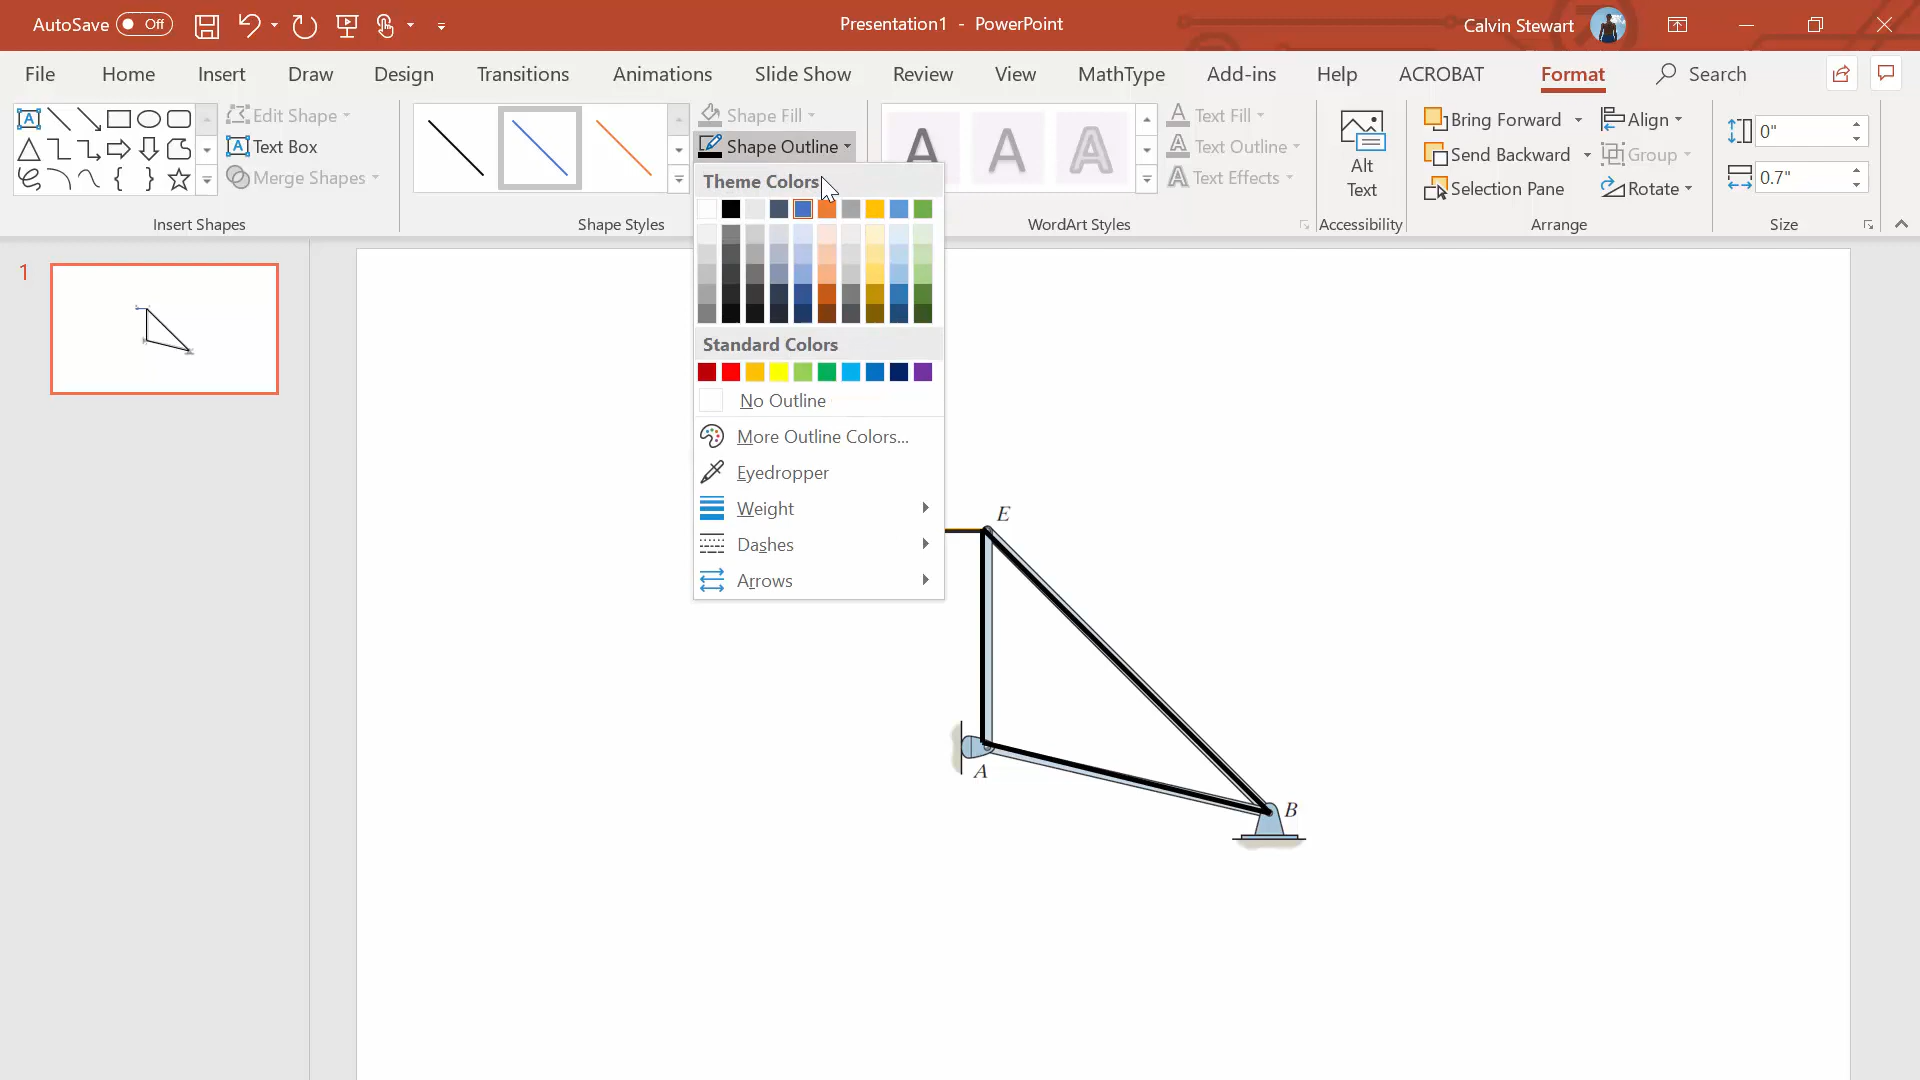 AutoSave Off Presentation1 - PowerPoint Calvin Stewart
File Home Insert Draw Design Transitions Animations Slide Show Review View MathType Add-ins Help ACROBAT Format Search
Edit Shape
Text Box
Merge Shapes
Insert Shapes
Shape Styles
Shape Fill
Shape Outline
Theme Colors
Standard Colors
No Outline
More Outline Colors...
Eyedropper
Weight
Dashes
Arrows
A A A
Text Fill
Text Outline
Text Effects
WordArt Styles
Alt
Text
Accessibility
Bring Forward Align
Send Backward Group
Selection Pane Rotate
Arrange
0"
0.7"
Size
1
E
A
B